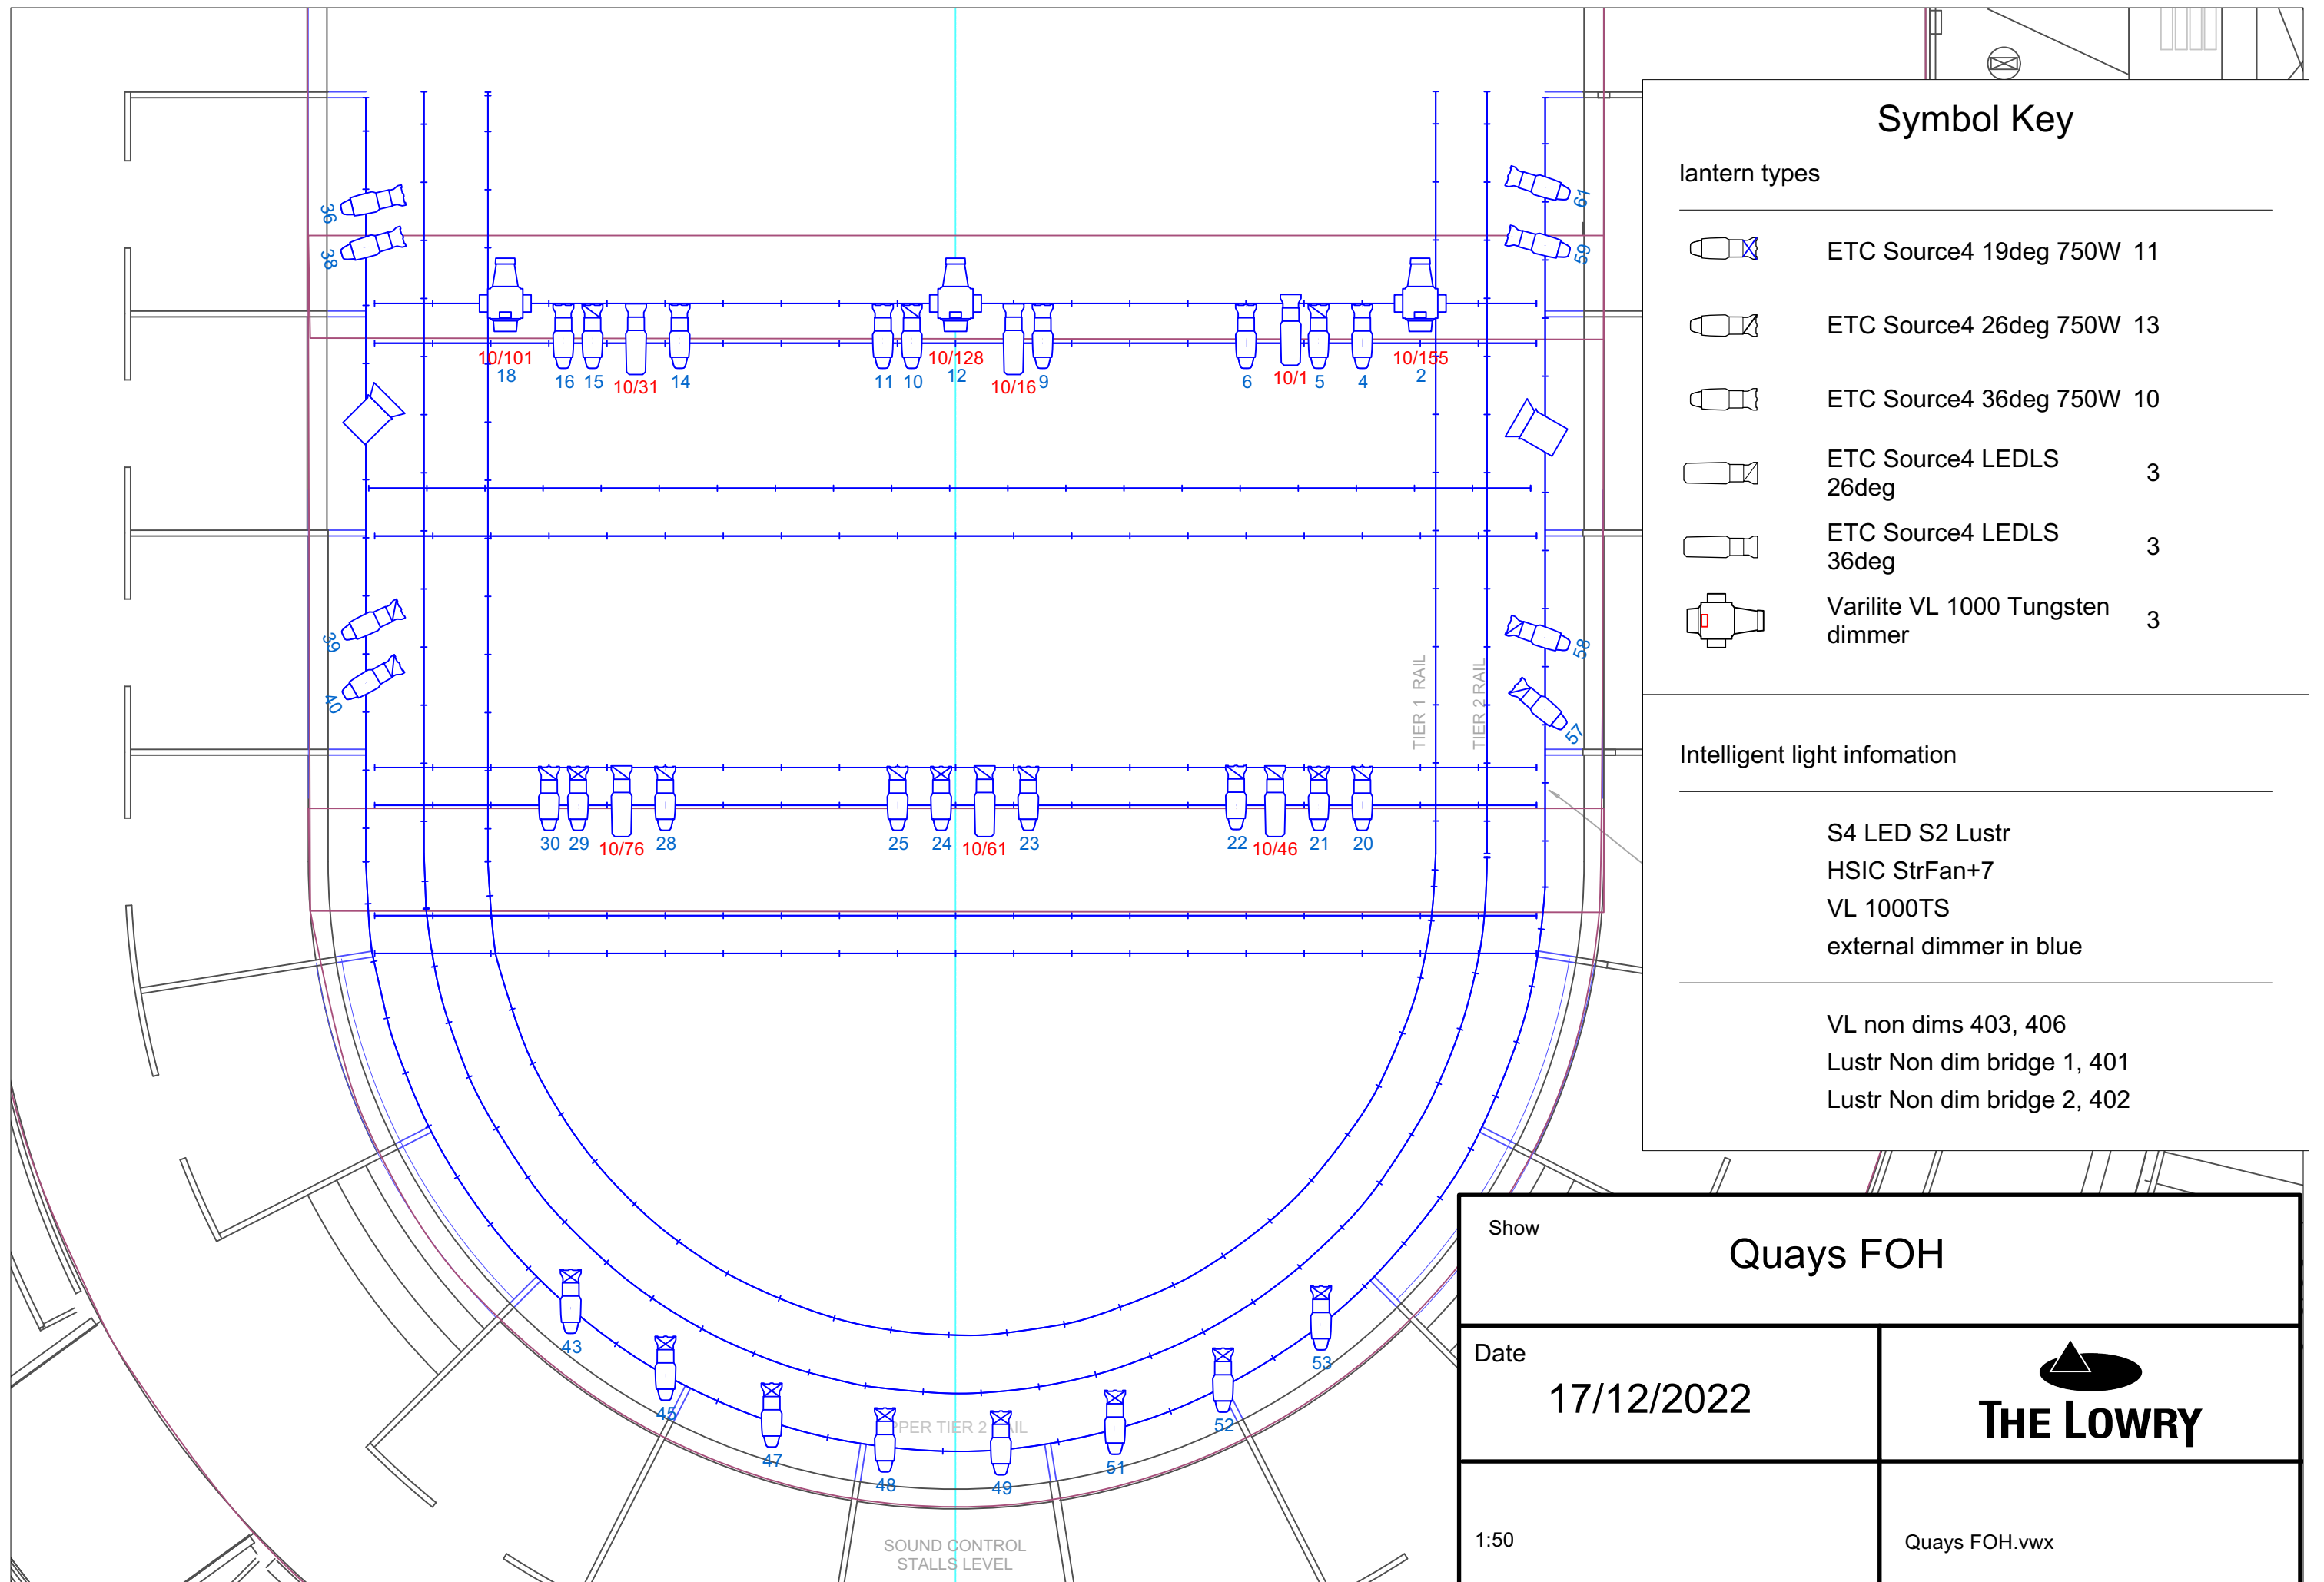 Symbol Key
lantern types
ETC Source4 19deg 750W 11
ETC Source4 26deg 750W 13
ETC Source4 36deg 750W 10
ETC Source4 LEDLS
26deg
3
ETC Source4 LEDLS
36deg
3
Varilite VL 1000 Tungsten
dimmer
3
Intelligent light infomation
S4 LED S2 Lustr
HSIC StrFan+7
VL 1000TS
external dimmer in blue
VL non dims 403, 406
Lustr Non dim bridge 1, 401
Lustr Non dim bridge 2, 402
36
38
61
59
10/101
18
16
15
10/31
14
11
10
10/128
12
10/16
9
6
10/1
5
4
10/155
2
39
40
58
57
TIER 1 RAIL
TIER 2 RAIL
30
29
10/76
28
25
24
10/61
23
22
10/46
21
20
43
45
47
48
49
51
52
53
TIER 2
SOUND CONTROL
STALLS LEVEL
Show
Quays FOH
Date
17/12/2022
THE LOWRY
1:50
Quays FOH.vwx